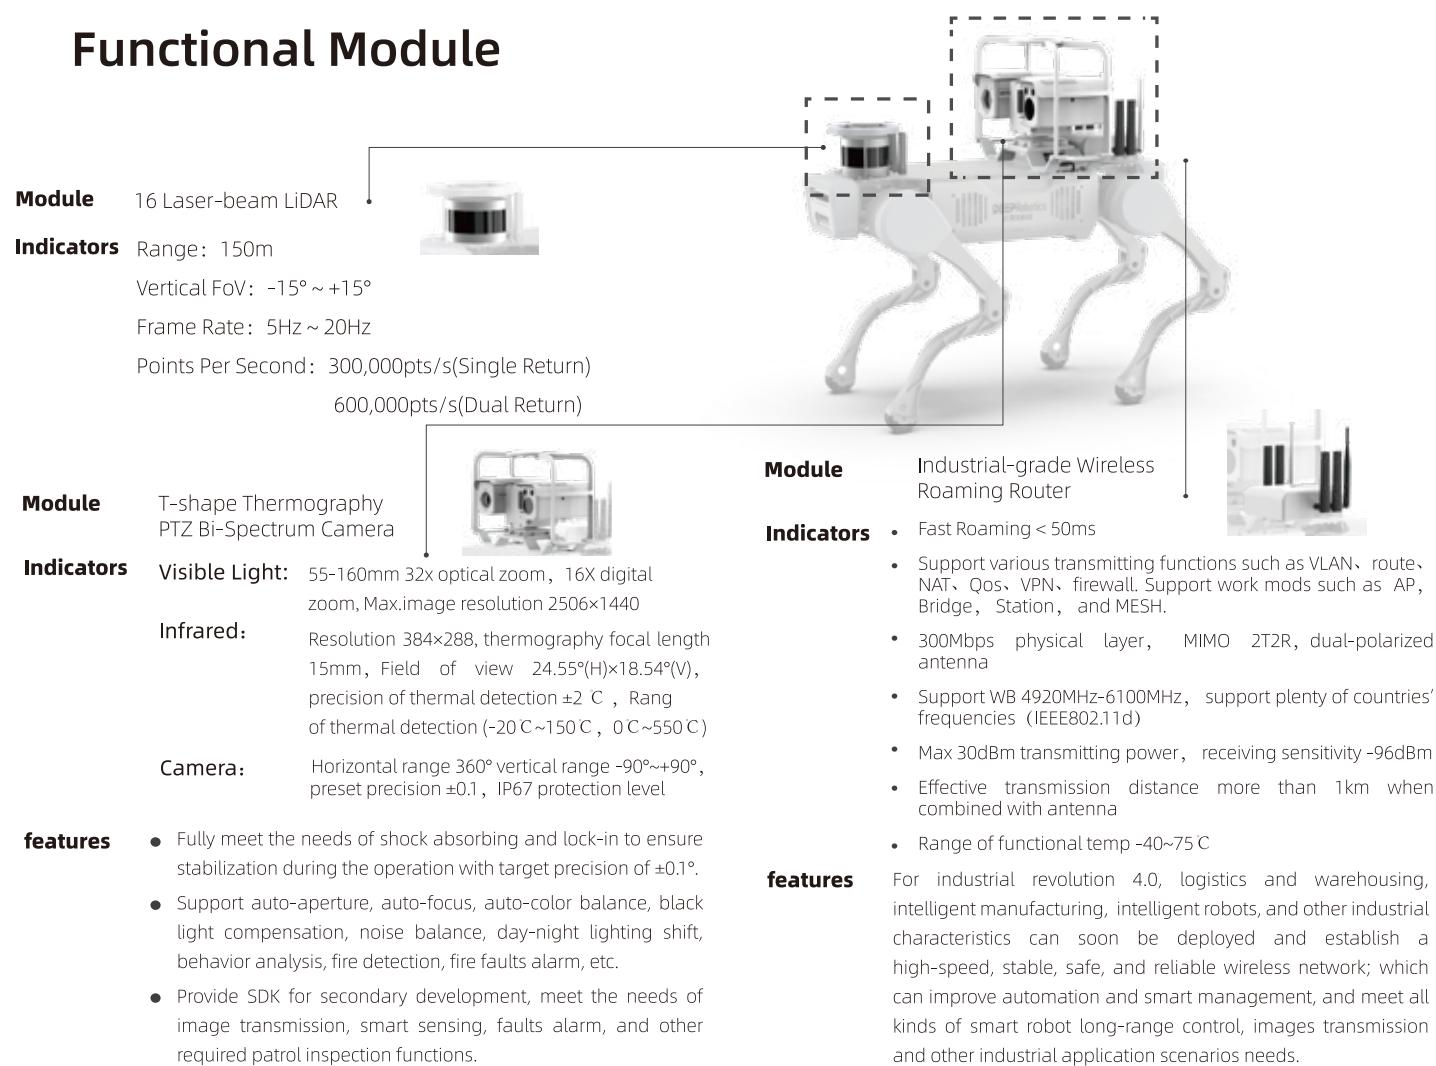 Functional Module
Module 16 Laser-beam LiDAR
Indicators Range：150m
Vertical FoV：-15° ~ +15°
Frame Rate：5Hz ~ 20Hz
Points Per Second：300,000pts/s(Single Return)
600,000pts/s(Dual Return)
Module T-shape Thermography
PTZ Bi-Spectrum Camera
Indicators Visible Light: 55-160mm 32x optical zoom，16X digital
zoom, Max.image resolution 2506×1440
Infrared： Resolution 384×288, thermography focal length
15mm，Field of view 24.55°(H)×18.54°(V)，
precision of thermal detection ±2 ℃ ，Rang
of thermal detection (-20℃~150℃，0℃~550℃)
Camera： Horizontal range 360° vertical range -90°~+90°，
preset precision ±0.1，IP67 protection level
features
● Fully meet the needs of shock absorbing and lock-in to ensure
stabilization during the operation with target precision of ±0.1°.
● Support auto-aperture, auto-focus, auto-color balance, black
light compensation, noise balance, day-night lighting shift,
behavior analysis, fire detection, fire faults alarm, etc.
● Provide SDK for secondary development, meet the needs of
image transmission, smart sensing, faults alarm, and other
required patrol inspection functions.
Module Industrial-grade Wireless
Roaming Router
Indicators • Fast Roaming < 50ms
• Support various transmitting functions such as VLAN、route、
NAT、Qos、VPN、firewall. Support work mods such as AP，
Bridge， Station， and MESH.
• 300Mbps physical layer， MIMO 2T2R, dual-polarized
antenna
• Support WB 4920MHz-6100MHz， support plenty of countries'
frequencies（IEEE802.11d）
• Max 30dBm transmitting power， receiving sensitivity -96dBm
• Effective transmission distance more than 1km when
combined with antenna
• Range of functional temp -40~75℃
features For industrial revolution 4.0, logistics and warehousing,
intelligent manufacturing, intelligent robots, and other industrial
characteristics can soon be deployed and establish a
high-speed, stable, safe, and reliable wireless network; which
can improve automation and smart management, and meet all
kinds of smart robot long-range control, images transmission
and other industrial application scenarios needs.